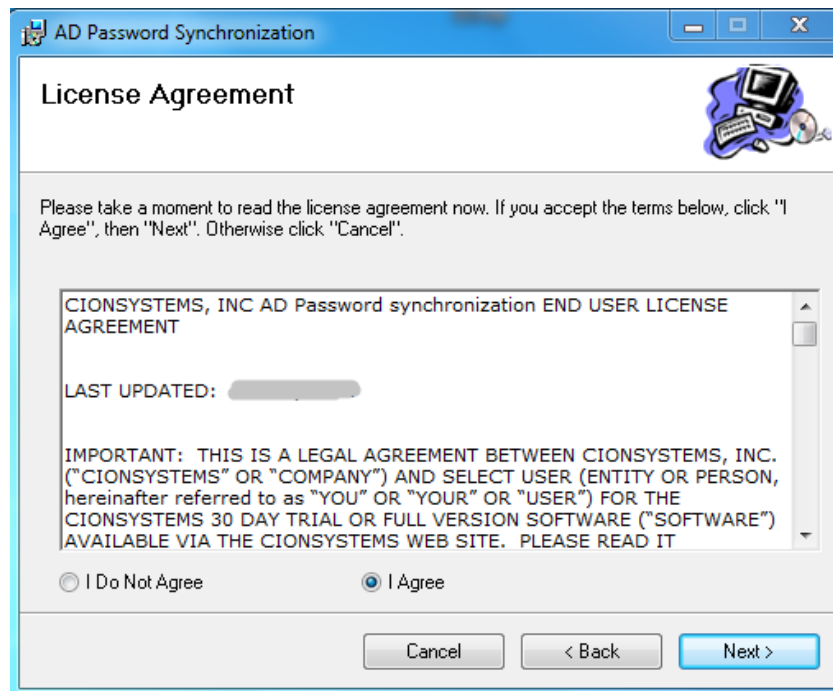 AD Password Synchronization
License Agreement
Please take a moment to read the license agreement now. If you accept the terms below, click "I
Agree", then "Next". Otherwise click "Cancel".
CIONSYSTEMS, INC AD Password synchronization END USER LICENSE
AGREEMENT
LAST UPDATED:
IMPORTANT:  THIS IS A LEGAL AGREEMENT BETWEEN CIONSYSTEMS, INC.
(“CIONSYSTEMS” OR “COMPANY”) AND SELECT USER (ENTITY OR PERSON,
hereinafter referred to as “YOU” OR “YOUR” OR “USER”) FOR THE
CIONSYSTEMS 30 DAY TRIAL OR FULL VERSION SOFTWARE (“SOFTWARE”)
AVAILABLE VIA THE CIONSYSTEMS WEB SITE.  PLEASE READ IT
I Do Not Agree
I Agree
Cancel
< Back
Next >